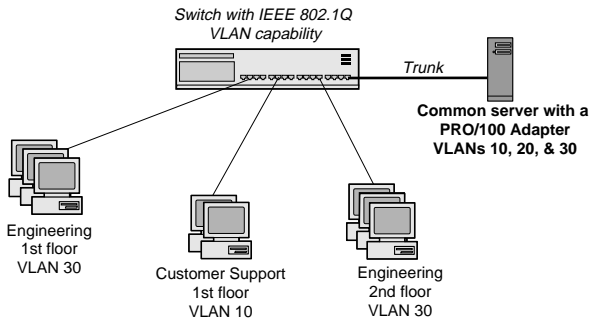 Switch with IEEE 802.1Q
VLAN capability
Trunk
Common server with a
PRO/100 Adapter
VLANs 10, 20, & 30
Engineering
1st floor
VLAN 30
Customer Support
1st floor
VLAN 10
Engineering
2nd floor
VLAN 30